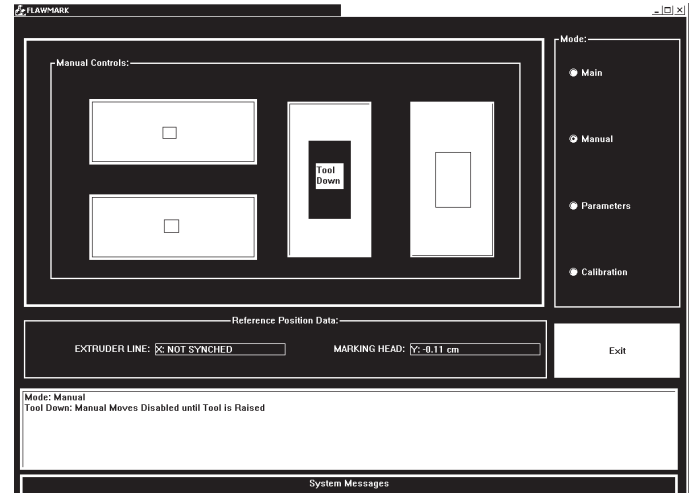 FLAWMARK
Manual Controls:
Tool
Down
Mode:
Main
Manual
Parameters
Calibration
Reference Position Data:
EXTRUDER LINE: X: NOT SYNCHED
MARKING HEAD: Y: -0.11 cm
Exit
Mode: Manual
Tool Down: Manual Moves Disabled until Tool is Raised
System Messages